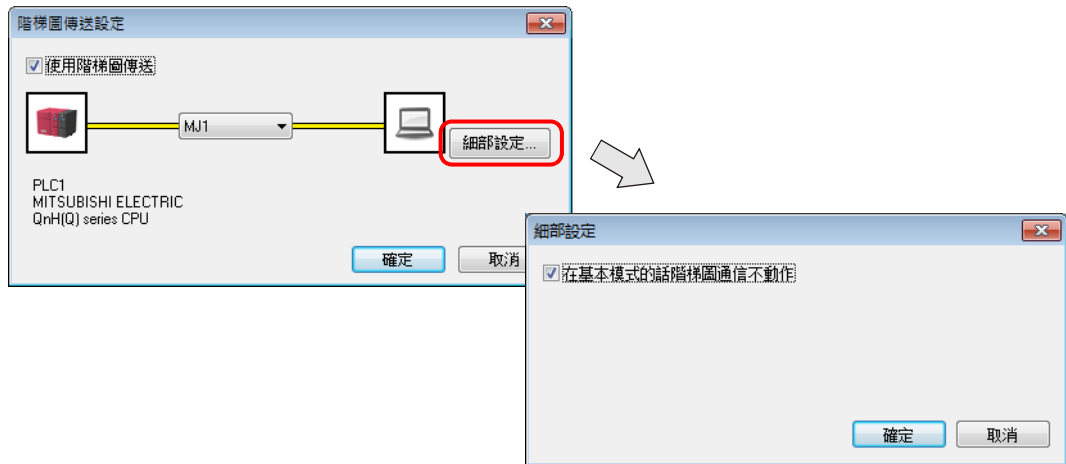 階梯圖傳送設定
使用階梯圖傳送
MJ1
細部設定...
PLC1
MITSUBISHI ELECTRIC
QnH(Q) series CPU
確定
取消
細部設定
在基本模式的話階梯圖通信不動作
確定
取消